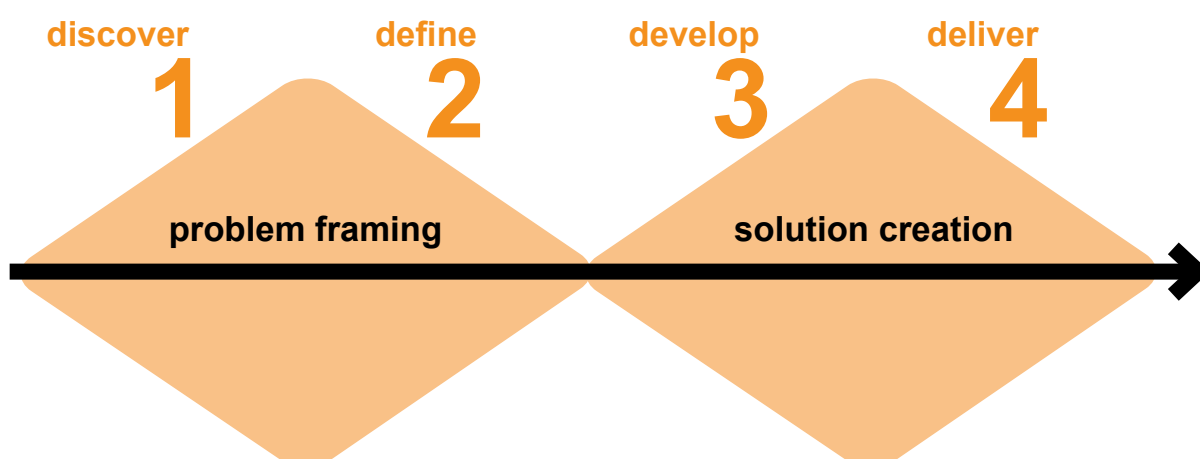 discover define develop deliver
1 2 3 4
problem framing solution creation